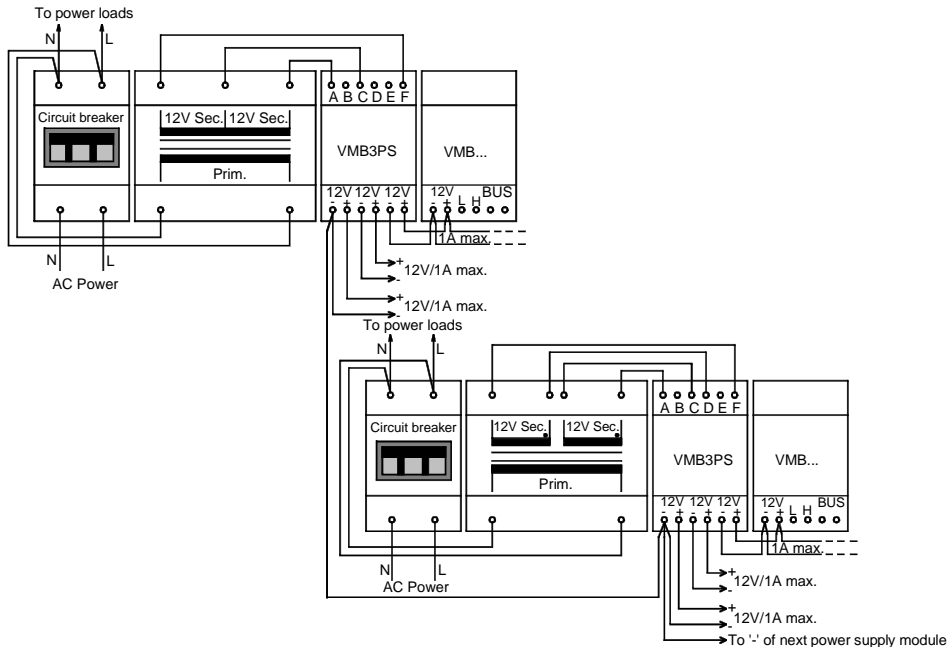 To power loads
N L
A B C D E F
Circuit breaker
12V Sec. 12V Sec.
VMB3PS
VMB...
Prim.
12V 12V 12V
- + - + - +
12V L H BUS
- +
1A max.
N L
AC Power
+
12V/1A max.
-
+
12V/1A max.
-
To power loads
N L
A B C D E F
Circuit breaker
12V Sec. 12V Sec.
VMB3PS
VMB...
Prim.
12V 12V 12V
- + - + - +
12V L H BUS
- +
1A max.
N L
AC Power
+
12V/1A max.
-
+
12V/1A max.
-
To '-' of next power supply module